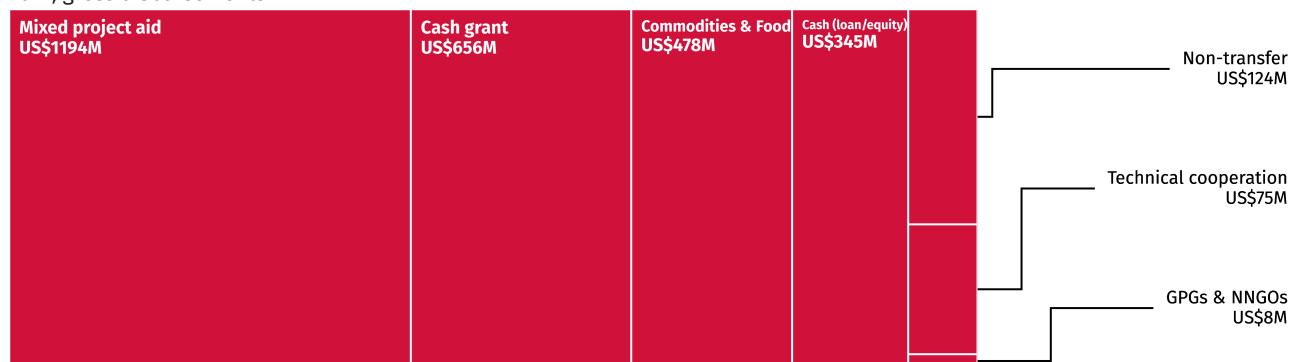 Mixed project aid
US$1194M
Cash grant
US$656M
Commodities & Food
US$478M
Cash (loan/equity)
US$345M
Non-transfer
US$124M
Technical cooperation
US$75M
GPGs & NNGOs
US$8M